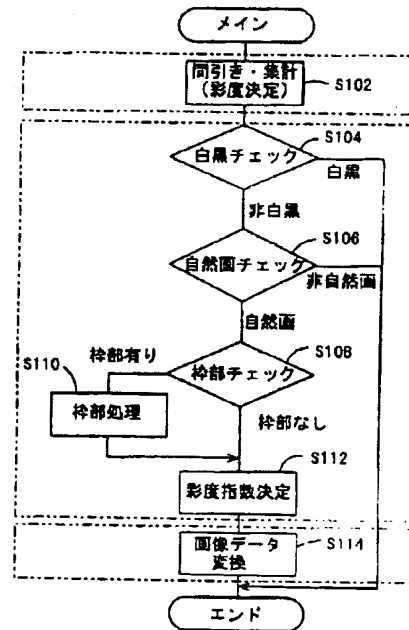 メイン
間引き・集計
(彩度決定)
S102
S104
白黒チェック
白黒
非白黒
S106
自然画チェック
非自然画
自然画
S108
枠部有り
S110
枠部チェック
枠部処理
枠部なし
S112
彩度指数決定
画像データ
変換
S114
エンド